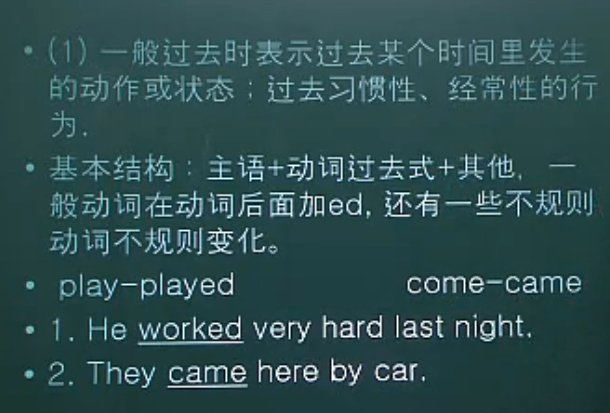 • (1) 一般过去时表示过去某个时间里发生
的动作或状态；过去习惯性、经常性的行
为.
• 基本结构：主语+动词过去式+其他, 一
般动词在动词后面加ed, 还有一些不规则
动词不规则变化。
• play-played come-came
• 1. He worked very hard last night.
• 2. They came here by car.